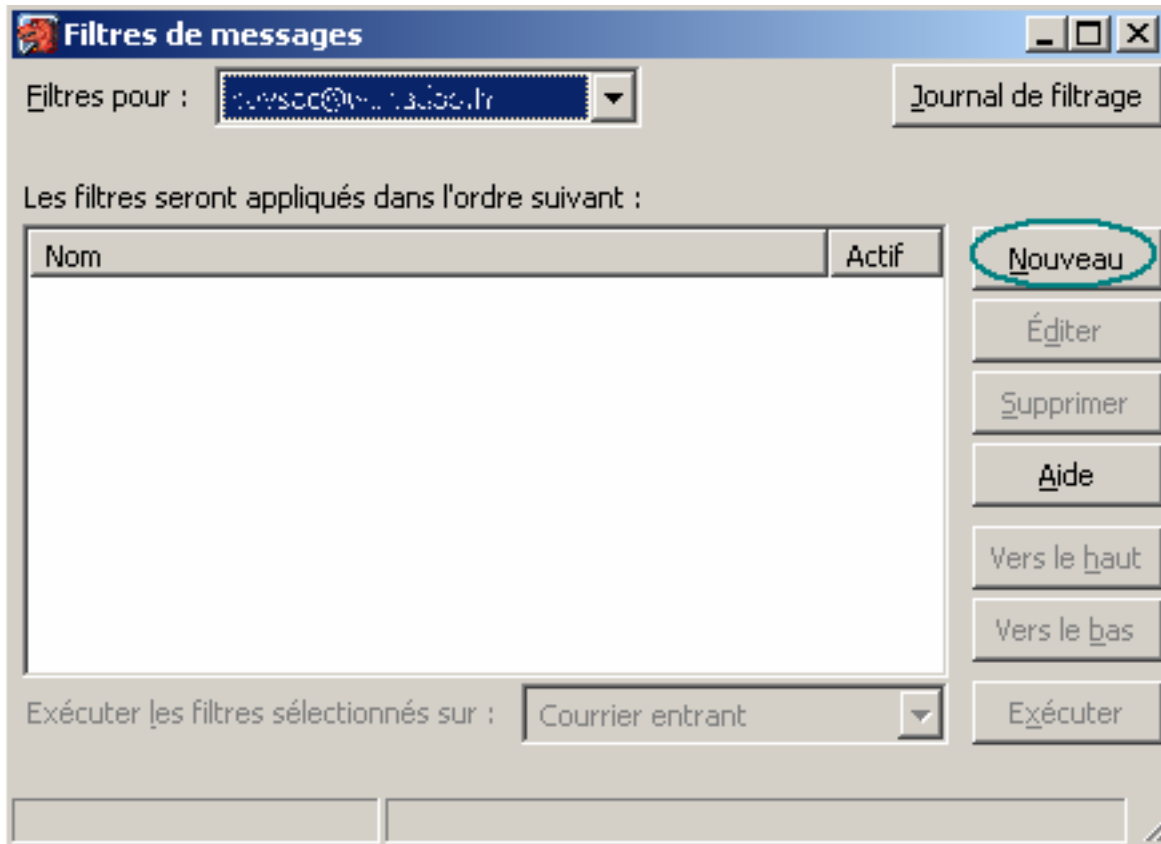 Filtres de messages
Filtres pour :
Journal de filtrage
Les filtres seront appliqués dans l'ordre suivant :
Nom Actif
Nouveau
Éditer
Supprimer
Aide
Vers le haut
Vers le bas
Exécuter les filtres sélectionnés sur : Courrier entrant Exécuter